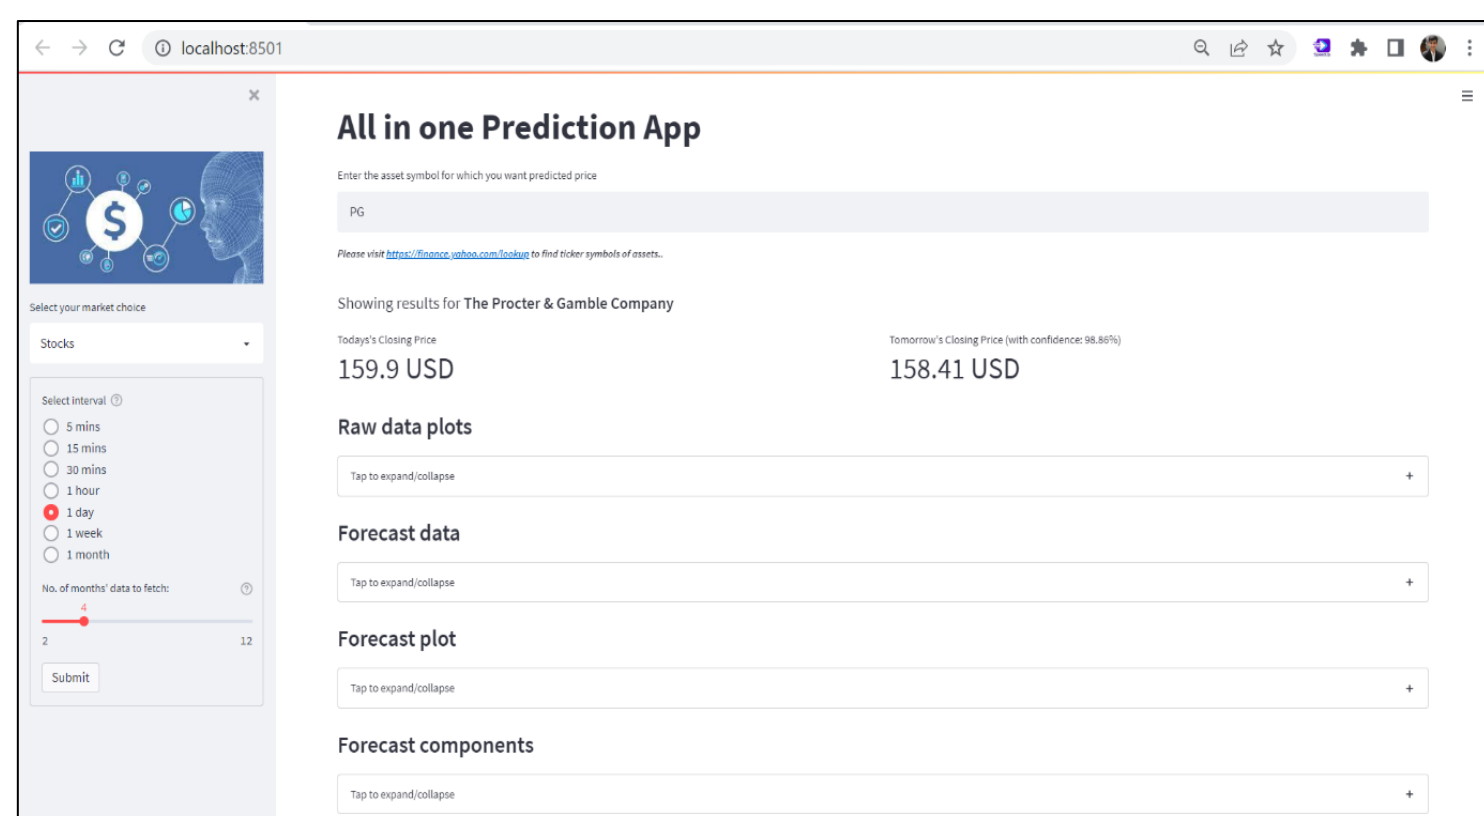 localhost:8501
All in one Prediction App
Enter the asset symbol for which you want predicted price
PG
Please visit https://finance.yahoo.com/lookup to find ticker symbols of assets..
Select your market choice
Stocks
Select interval
5 mins
15 mins
30 mins
1 hour
1 day
1 week
1 month
No. of months' data to fetch:
4
2 12
Submit
Showing results for The Procter & Gamble Company
Todays's Closing Price
159.9 USD
Tomorrow's Closing Price (with confidence: 98.86%)
158.41 USD
Raw data plots
Tap to expand/collapse
Forecast data
Tap to expand/collapse
Forecast plot
Tap to expand/collapse
Forecast components
Tap to expand/collapse